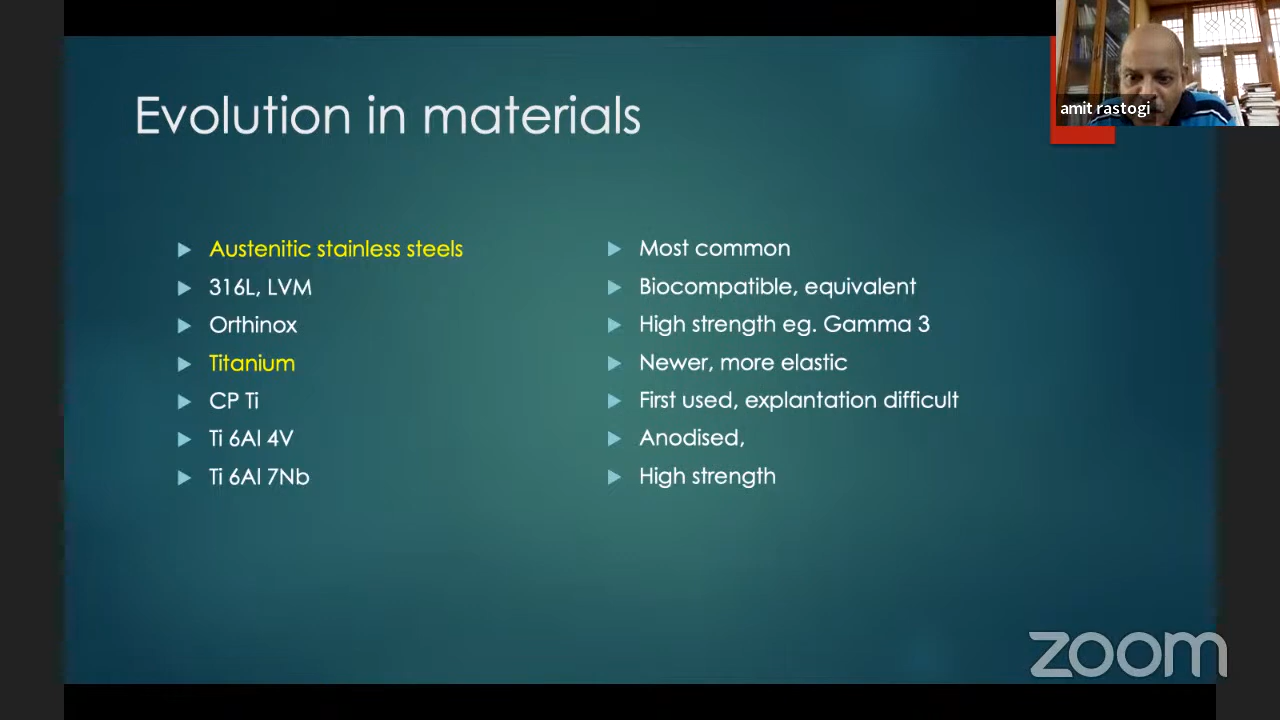 Evolution in materials
amit rastogi
Austenitic stainless steels
316L, LVM
Orthinox
Titanium
CP Ti
Ti 6Al 4V
Ti 6Al 7Nb
Most common
Biocompatible, equivalent
High strength eg. Gamma 3
Newer, more elastic
First used, explantation difficult
Anodised,
High strength
zoom